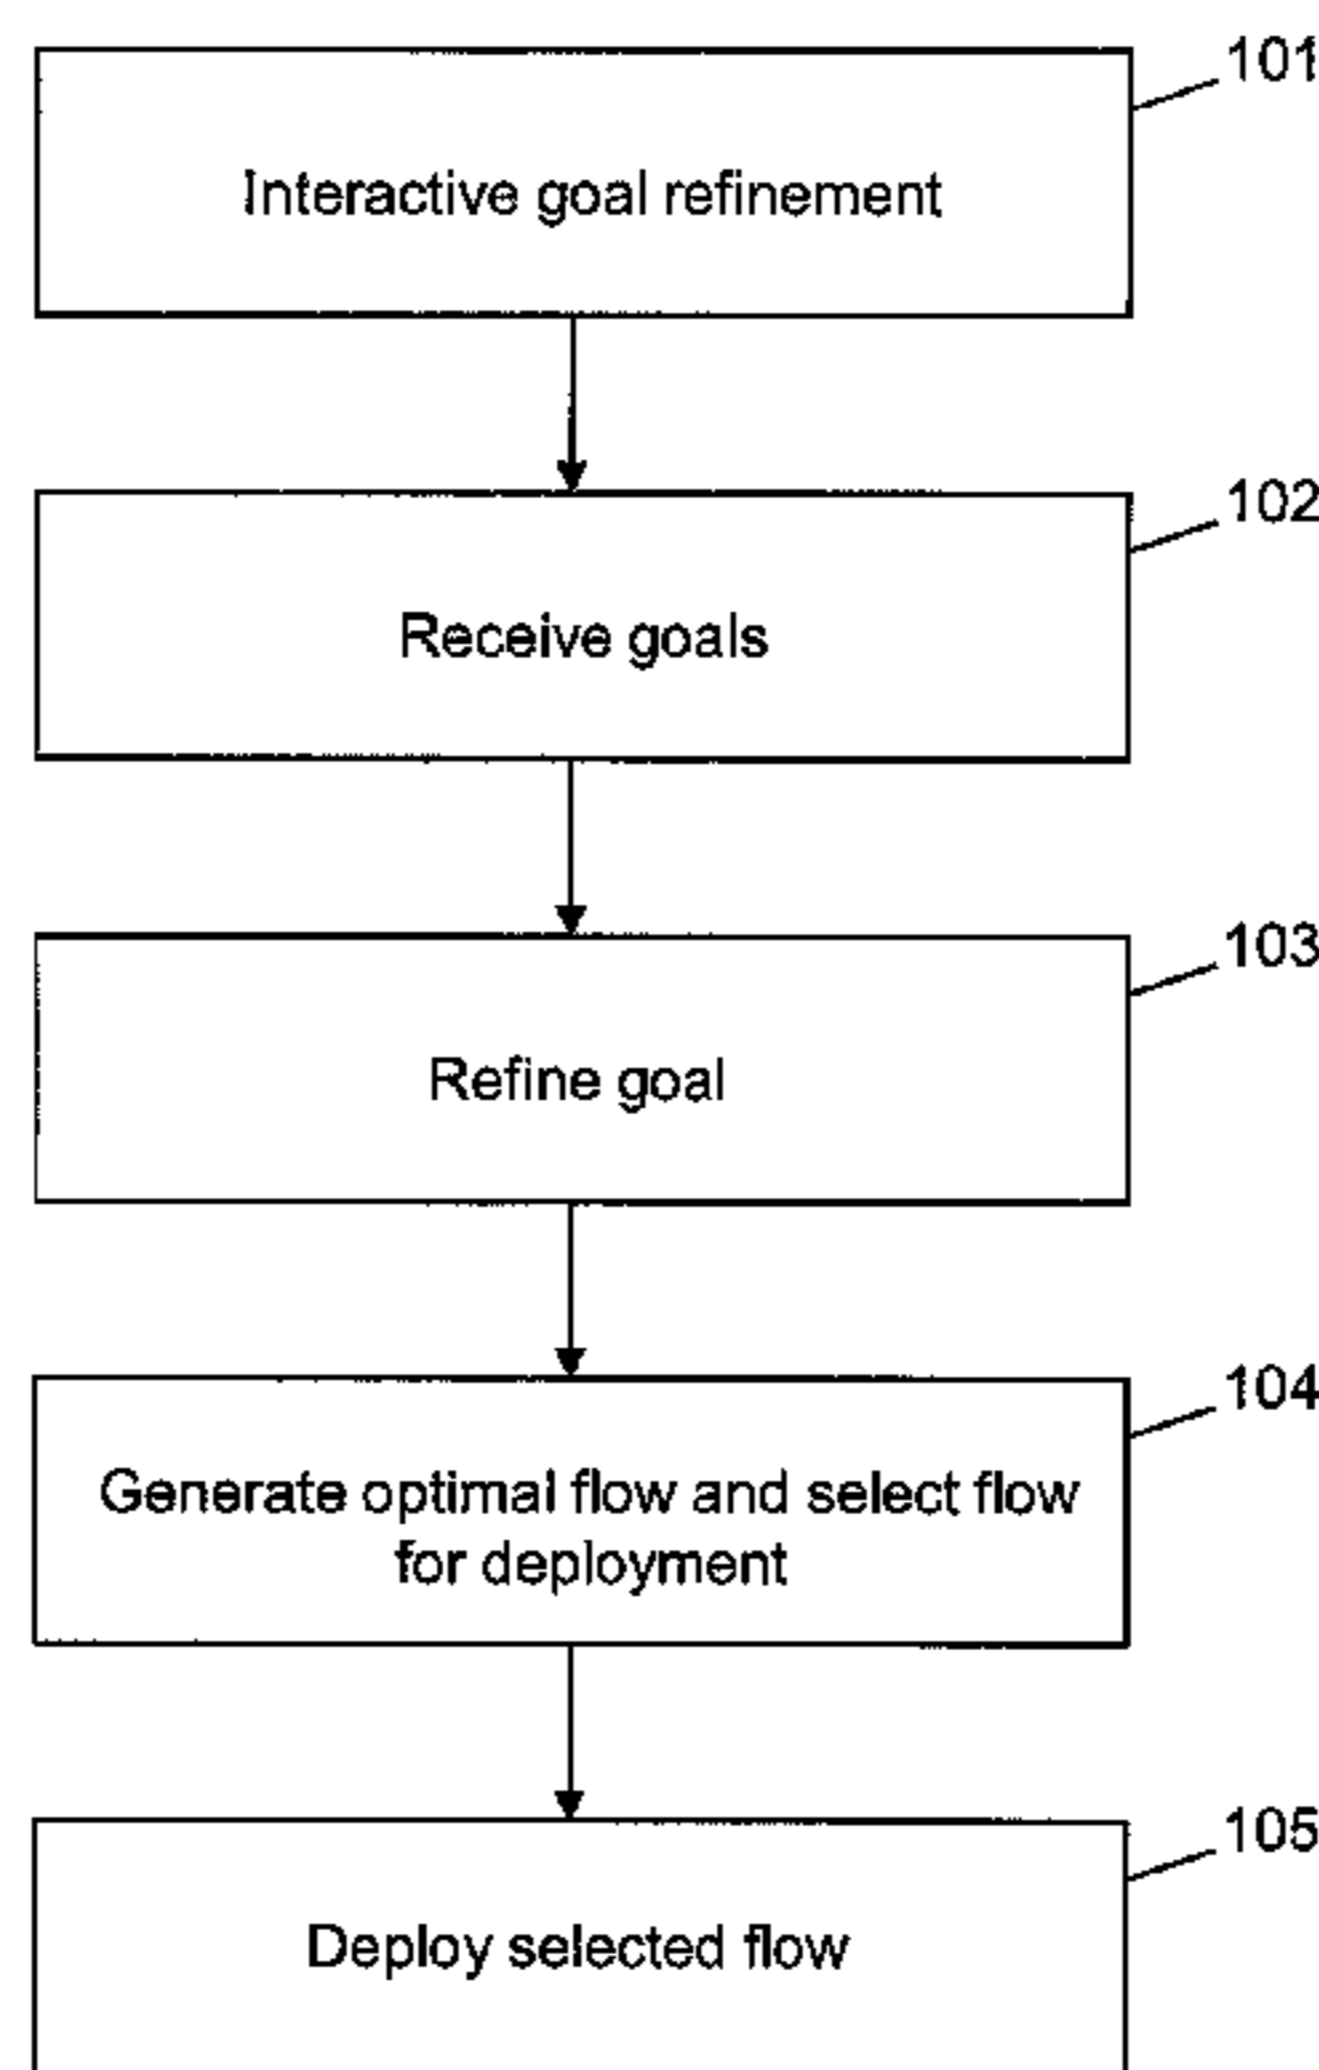 101
Interactive goal refinement
102
Receive goals
103
Refine goal
104
Generate optimal flow and select flow
for deployment
105
Deploy selected flow